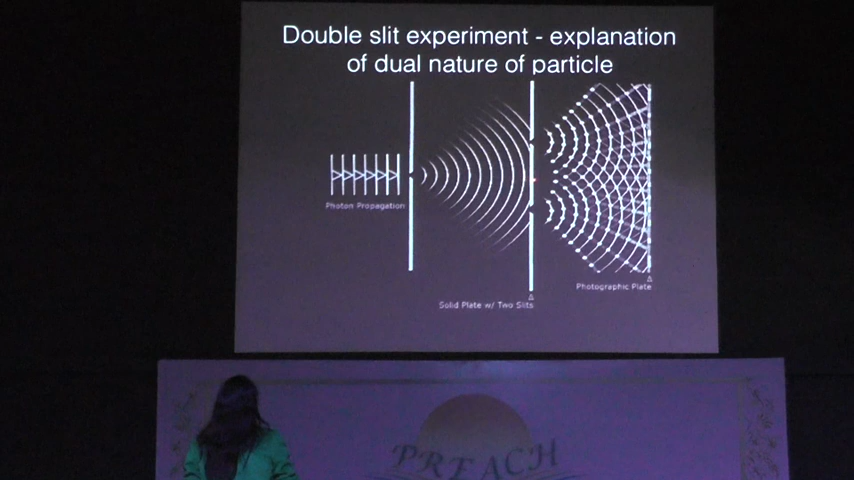 Double slit experiment - explanation
of dual nature of particle
Photon Propagation
Solid Plate w/ Two Slits
Photographic Plate
PREACH